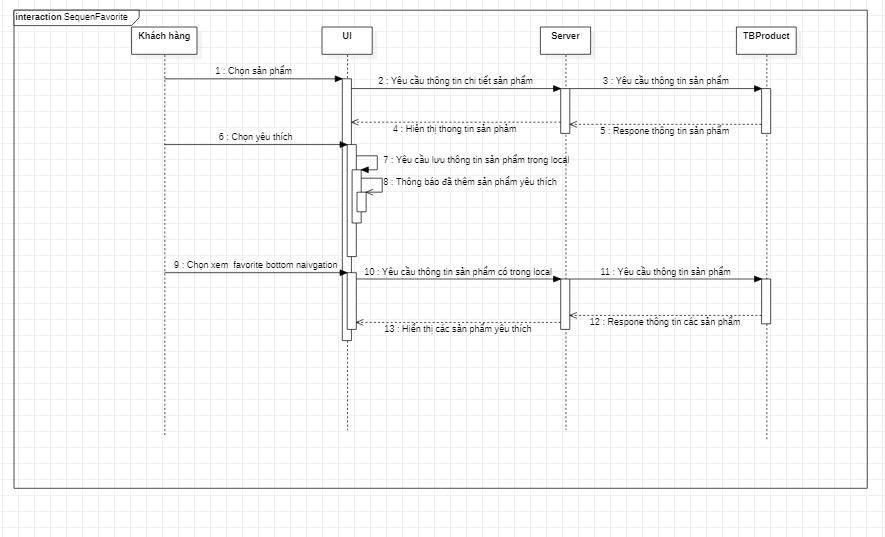 interaction SequenFavorite
Khách hàng
UI
Server
TBProduct
1 : Chọn sản phẩm
2 : Yêu cầu thông tin chi tiết sản phẩm
3 : Yêu cầu thông tin sản phẩm
4 : Hiển thị thong tin sản phảm
5 : Respone thông tin sản phẩm
6 : Chọn yêu thích
7 : Yêu cầu lưu thông tin sản phẩm trong local
8 : Thông báo đã thêm sản phẩm yêu thích
9 : Chọn xem favorite bottom naivgation
10 : Yêu cầu thông tin sản phẩm có trong local
11 : Yêu cầu thông tin sản phẩm
12 : Respone thông tin các sản phẩm
13 : Hiển thị các sản phẩm yêu thích